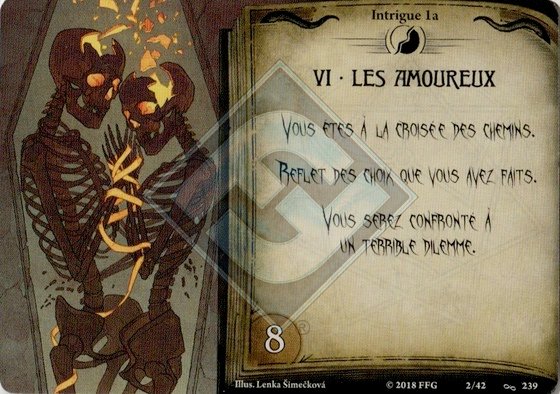 Intrigue 1a
VI · LES AMOUREUX
VOUS ÊTES À LA CROISÉE DES CHEMINS.
REFLET DES CHOIX QUE VOUS AVEZ FAITS.
VOUS SEREZ CONFRONTÉ À
UN TERRIBLE DILEMME.
8
Illus. Lenka Šimečková © 2018 FFG 2/42 239